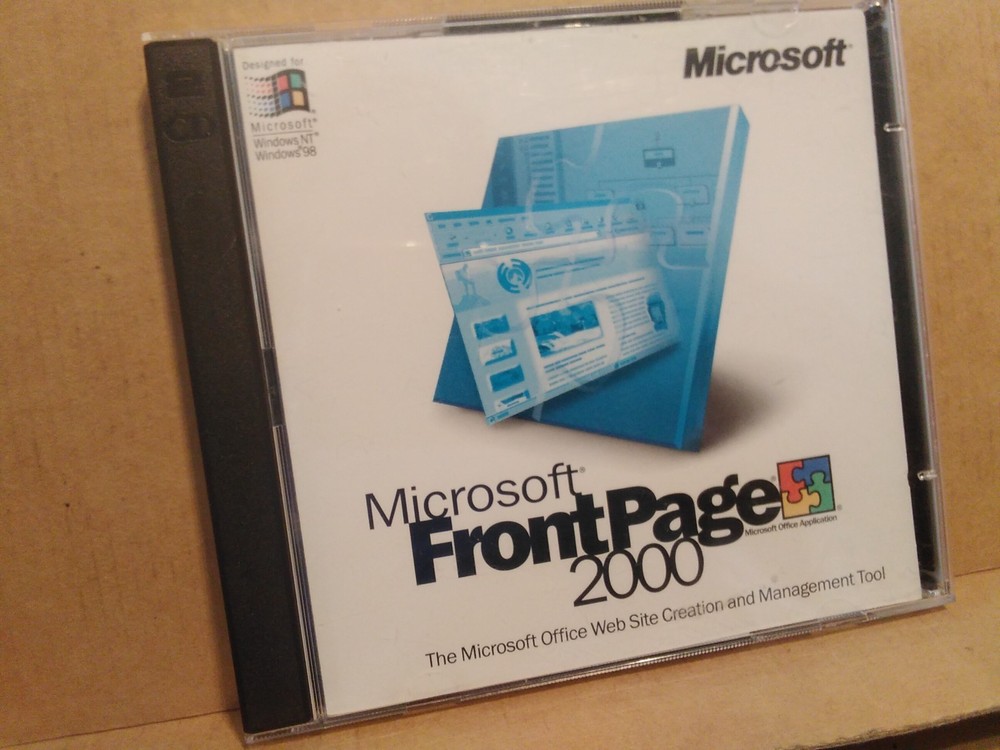 Designed for
Microsoft®
Windows NT®
Windows®98
Microsoft®
Microsoft®
FrontPage®
2000
Microsoft Office Application
The Microsoft Office Web Site Creation and Management Tool